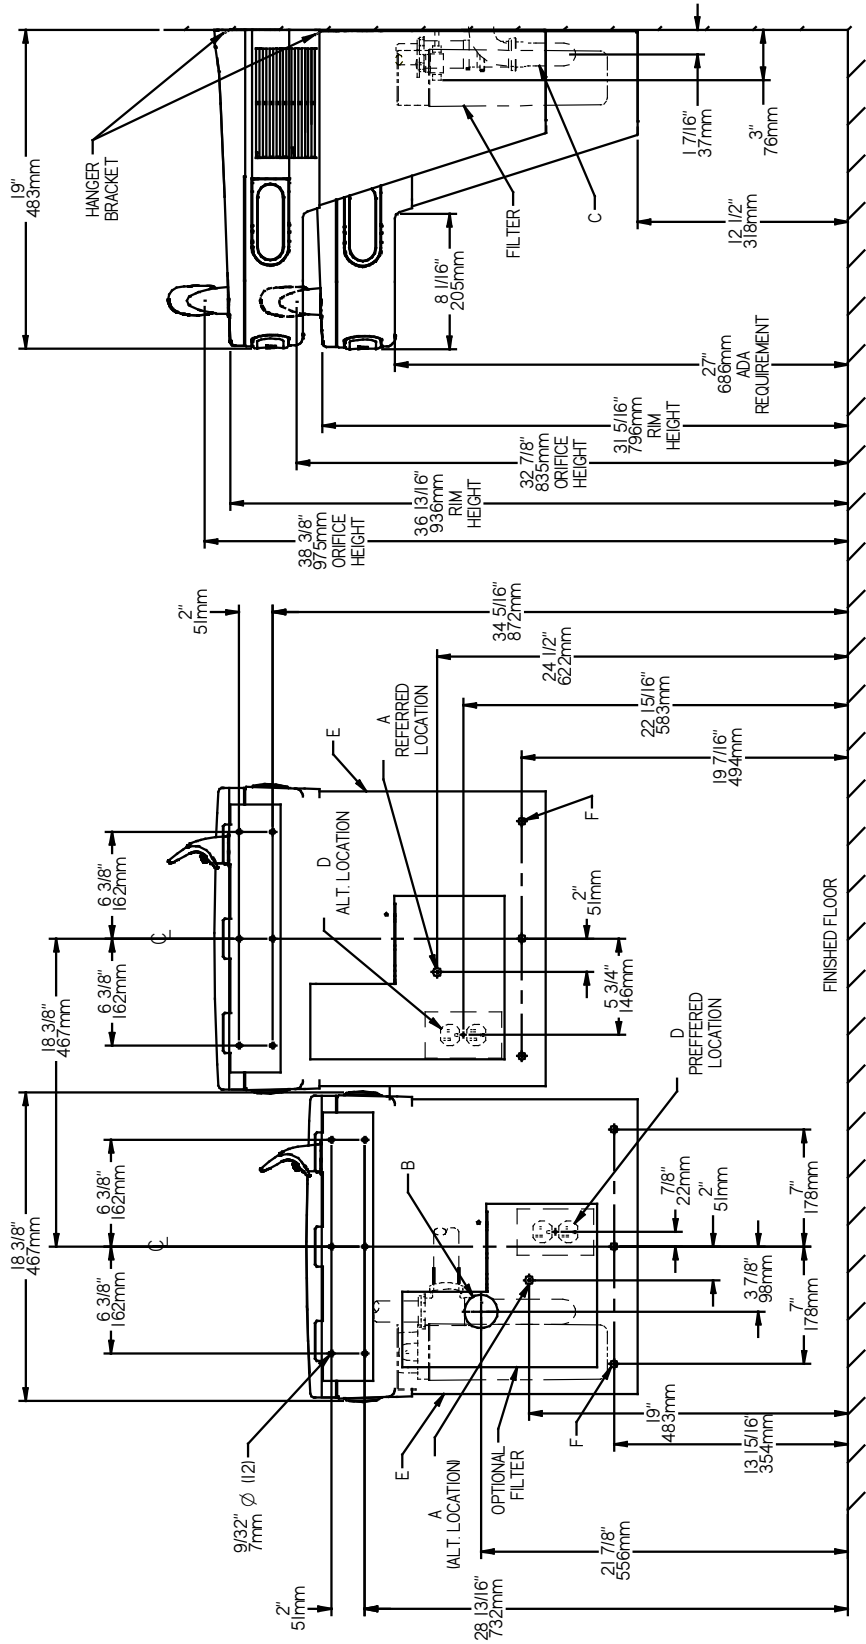 19"
483mm
HANGER
BRACKET
FILTER
C
8 1/16"
205mm
1 7/16"
37mm
3"
76mm
12 1/2"
318mm
27"
686mm
ADA
REQUIREMENT
31 5/16"
796mm
RIM
HEIGHT
32 7/8"
835mm
ORIFICE
HEIGHT
36 13/16"
936mm
RIM
HEIGHT
38 3/8"
975mm
ORIFICE
HEIGHT
2"
51mm
34 5/16"
872mm
24 1/2"
622mm
22 15/16"
583mm
19 7/16"
494mm
A
REFERRED
LOCATION
E
F
D
ALT. LOCATION
6 3/8"
162mm
6 3/8"
162mm
18 3/8"
467mm
CL
2"
51mm
5 3/4"
146mm
FINISHED FLOOR
D
PREFFERED
LOCATION
18 3/8"
467mm
6 3/8"
162mm
6 3/8"
162mm
CL
B
7/8"
22mm
2"
51mm
3 7/8"
98mm
7"
178mm
7"
178mm
9/32" Ø (12)
7mm
E
A
(ALT. LOCATION)
OPTIONAL
FILTER
F
19"
483mm
13 15/16"
354mm
21 7/8"
556mm
2"
51mm
28 13/16"
732mm